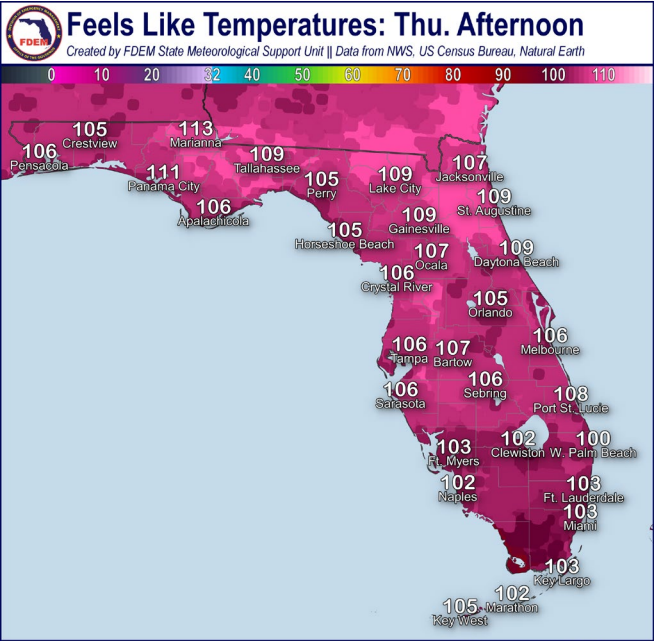 FDEM
Feels Like Temperatures: Thu. Afternoon
Created by FDEM State Meteorological Support Unit || Data from NWS, US Census Bureau, Natural Earth
0 10 20 32 40 50 60 70 80 90 100 110
106
Pensacola
105
Crestview
113
Marianna
111
Panama City
109
Tallahassee
106
Apalachicola
105
Perry
109
Lake City
107
Jacksonville
109
St. Augustine
109
Gainesville
105
Horseshoe Beach
107
Ocala
109
Daytona Beach
106
Crystal River
105
Orlando
106
Melbourne
106
Tampa
107
Bartow
106
Sebring
106
Sarasota
108
Port St. Lucie
103
Ft. Myers
102
Clewiston
100
W. Palm Beach
102
Naples
103
Ft. Lauderdale
103
Miami
103
Key Largo
102
Marathon
105
Key West